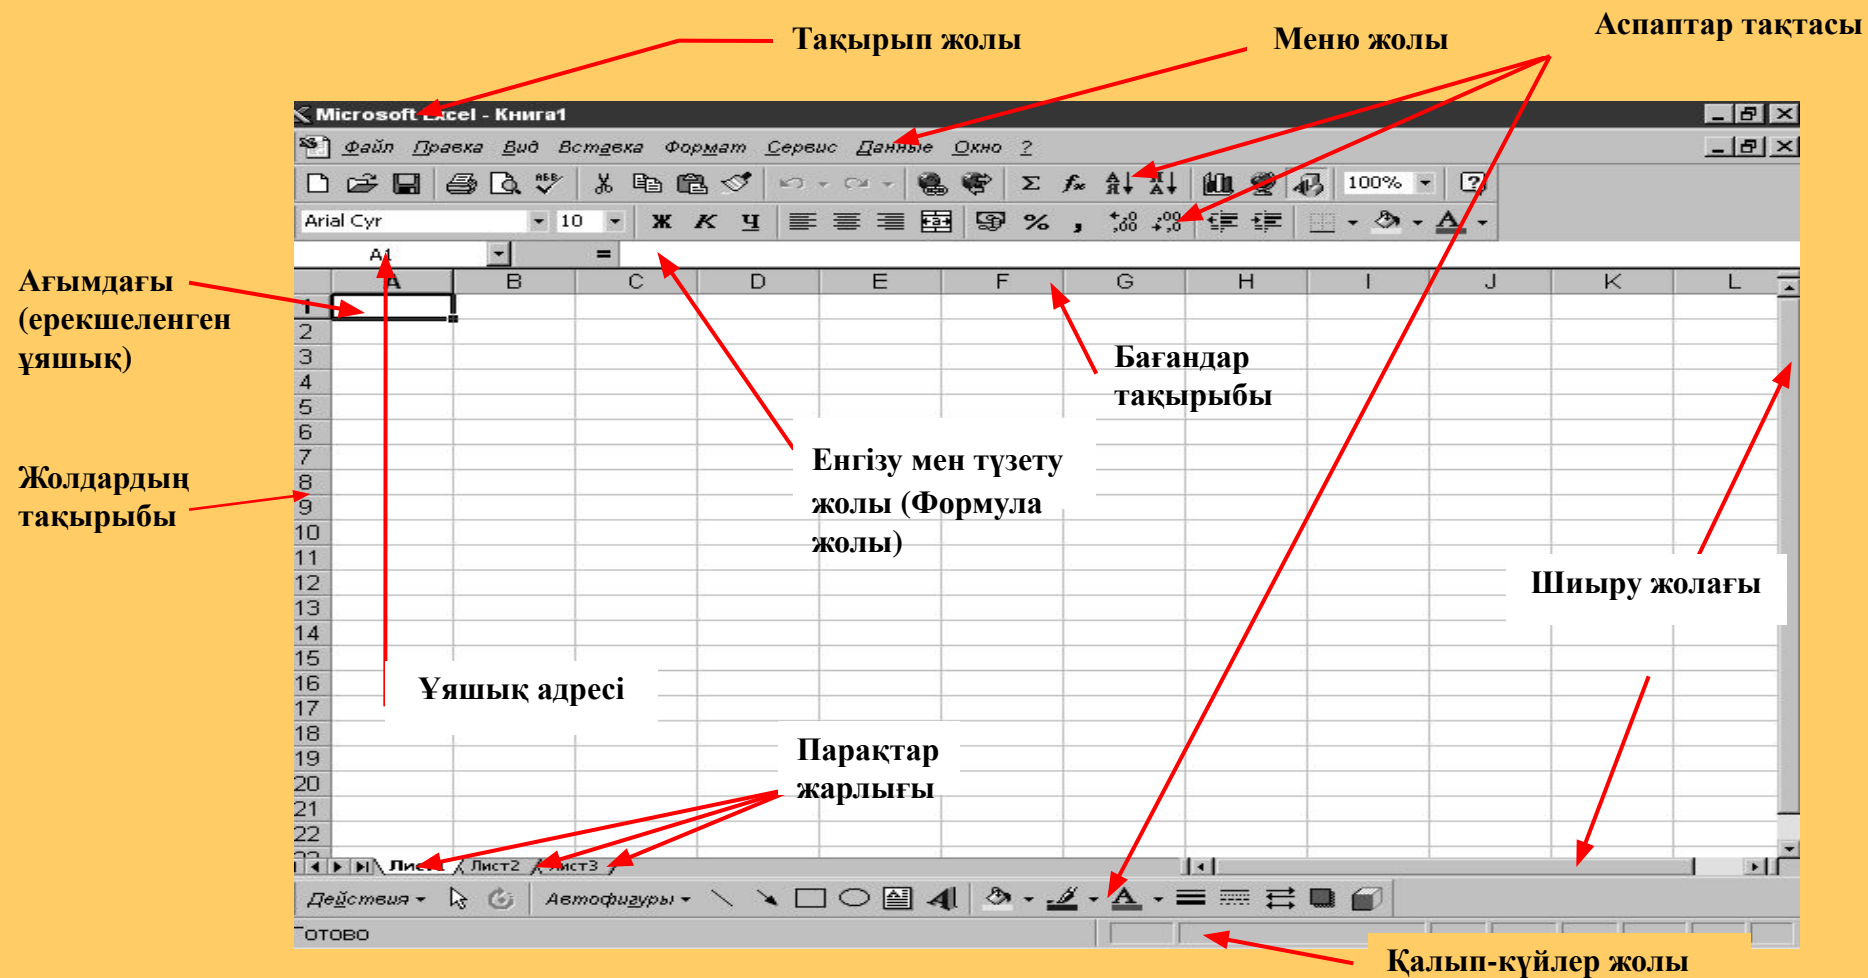 Аспаптар тақтасы
Тақырып жолы
Меню жолы
Microsoft Excel - Книга1
Файл Правка Вид Вставка Формат Сервис Данные Окно ?
100%
Arial Cyr 10 Ж К Ч % ,
A1 =
A B C D E F G H I J K L
Ағымдағы
(ерекшеленген
ұяшық)
1
2
3
4
5
6
7
8
9
10
11
12
13
14
15
16
17
18
19
20
21
22
Бағандар
тақырыбы
Енгізу мен түзету
жолы (Формула
жолы)
Жолдардың
тақырыбы
Шиыру жолағы
Ұяшық адресі
Парақтар
жарлығы
Лист1 Лист2 Лист3
Действия Автофигуры
Готово
Қалып-күйлер жолы